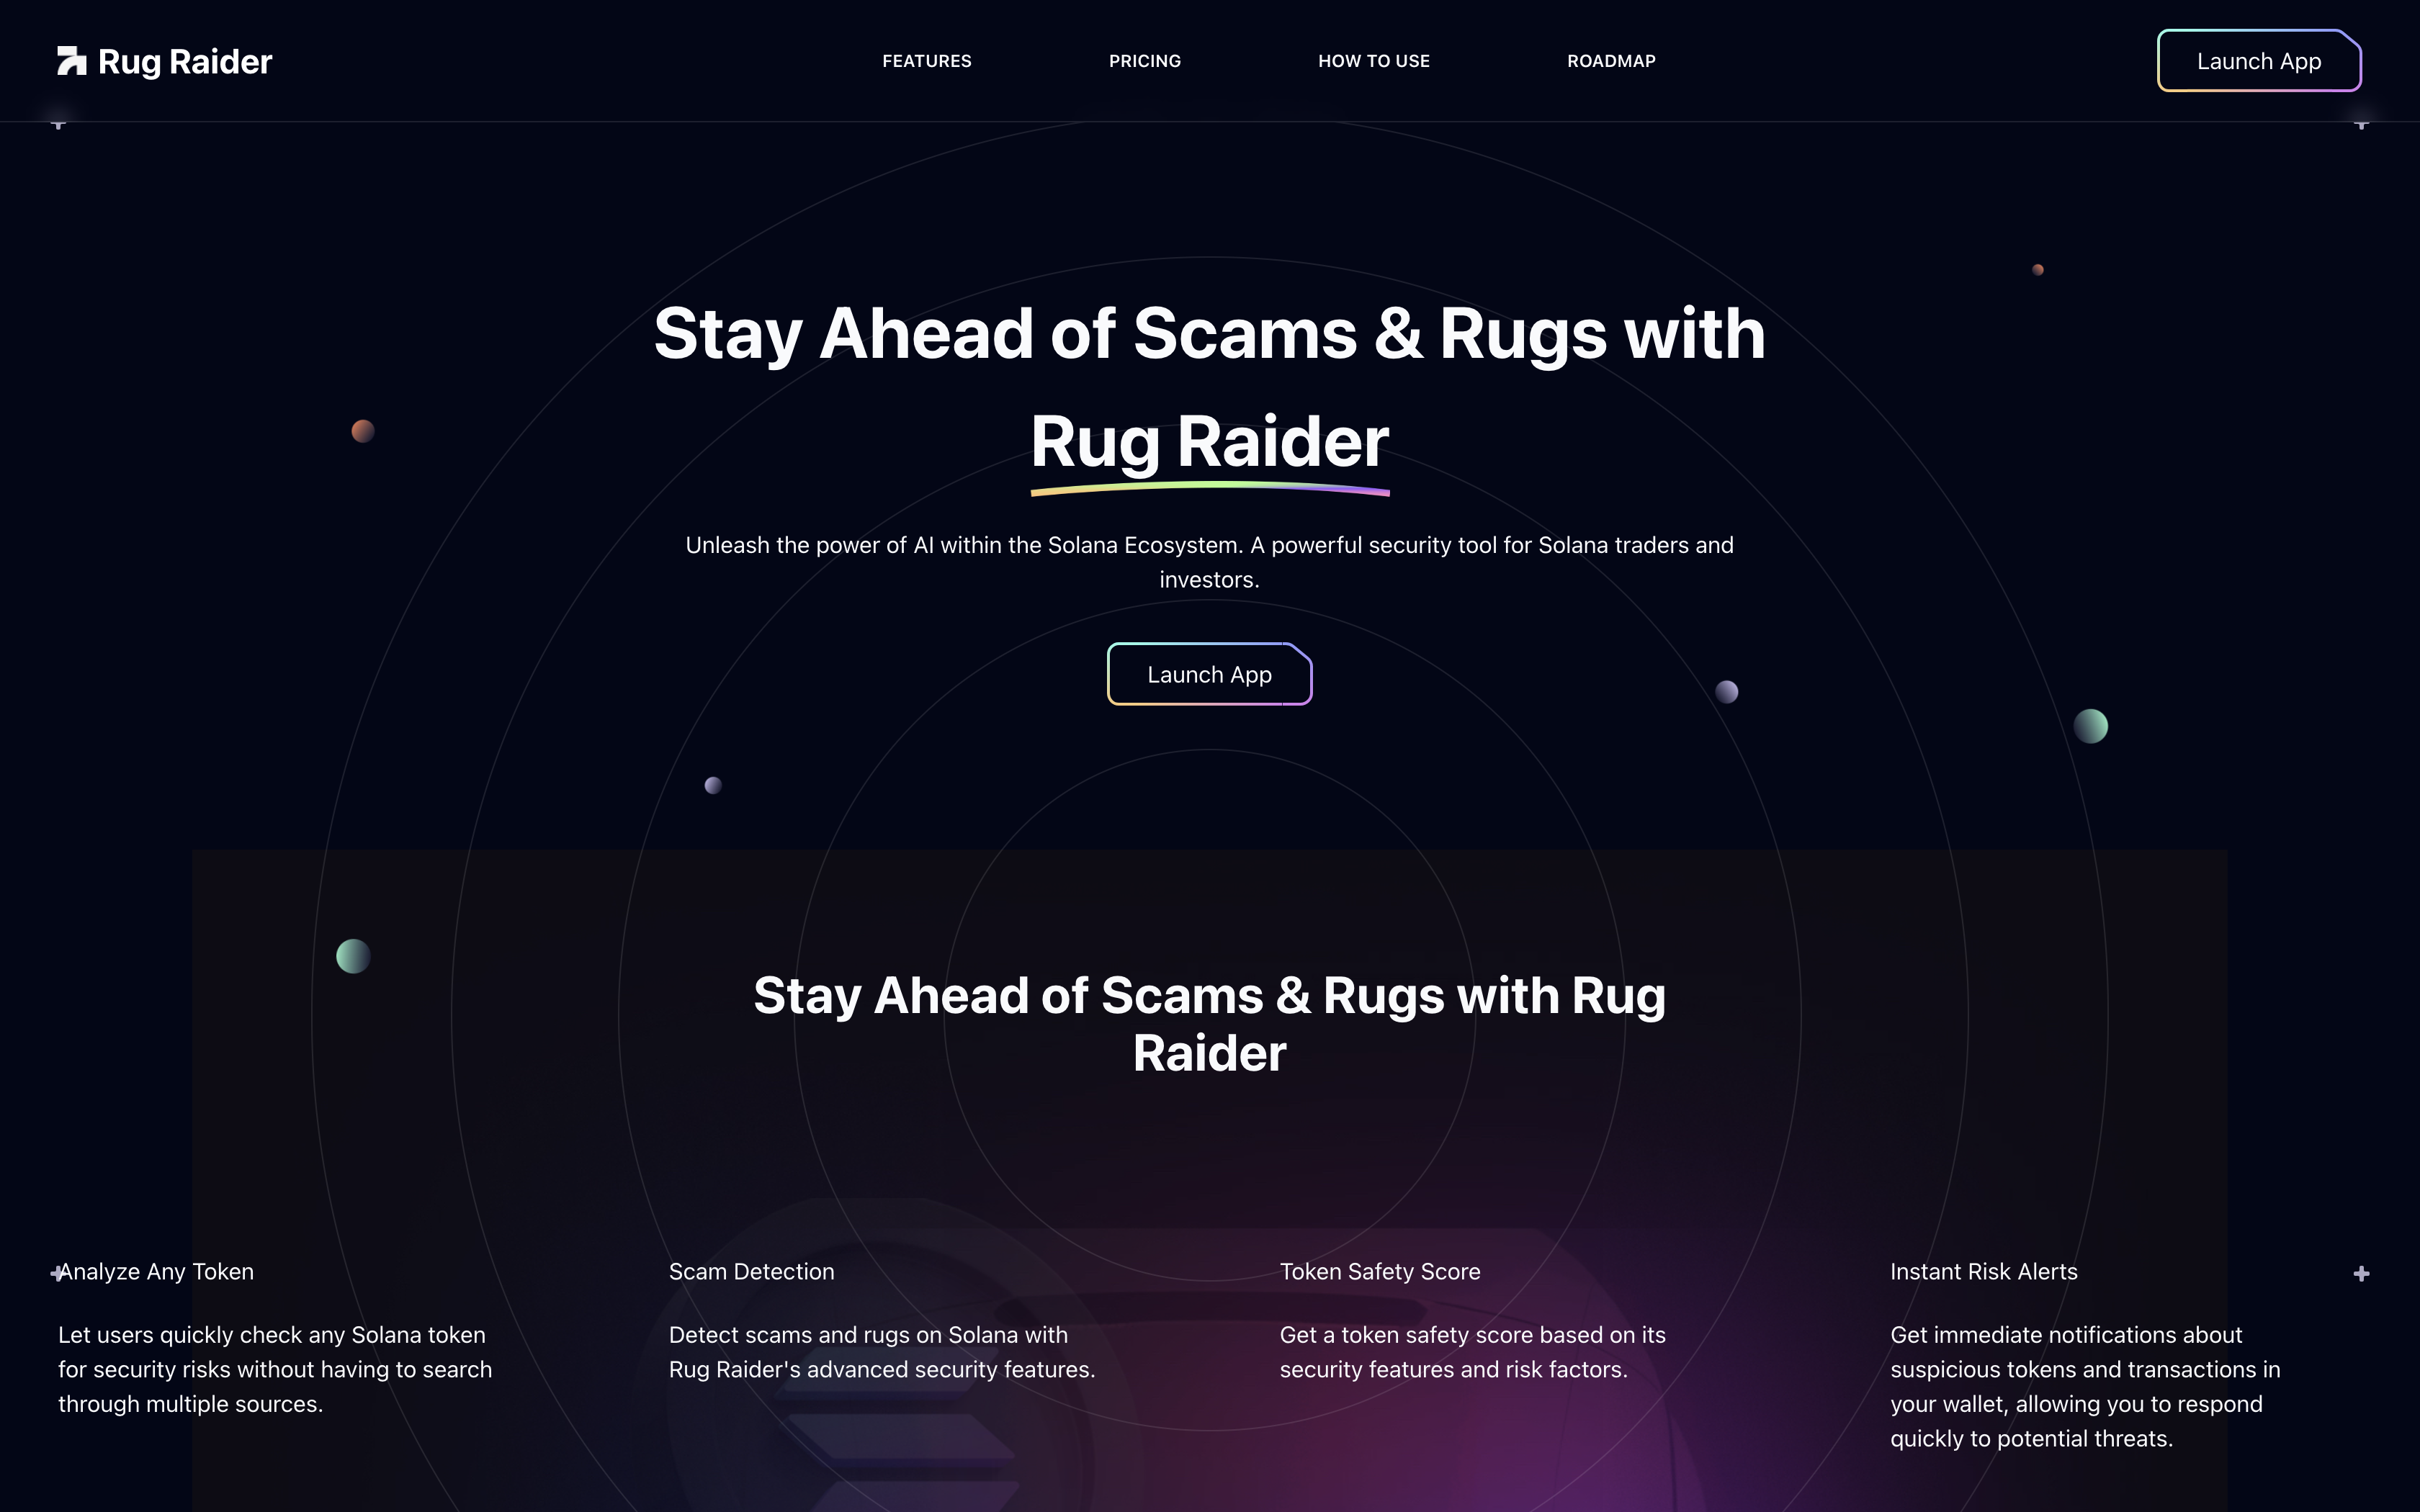 Rug Raider
FEATURES
PRICING
HOW TO USE
ROADMAP
Launch App
Stay Ahead of Scams & Rugs with
Rug Raider
Unleash the power of AI within the Solana Ecosystem. A powerful security tool for Solana traders and
investors.
Launch App
Stay Ahead of Scams & Rugs with Rug
Raider
Analyze Any Token
Let users quickly check any Solana token
for security risks without having to search
through multiple sources.
Scam Detection
Detect scams and rugs on Solana with
Rug Raider's advanced security features.
Token Safety Score
Get a token safety score based on its
security features and risk factors.
Instant Risk Alerts
Get immediate notifications about
suspicious tokens and transactions in
your wallet, allowing you to respond
quickly to potential threats.